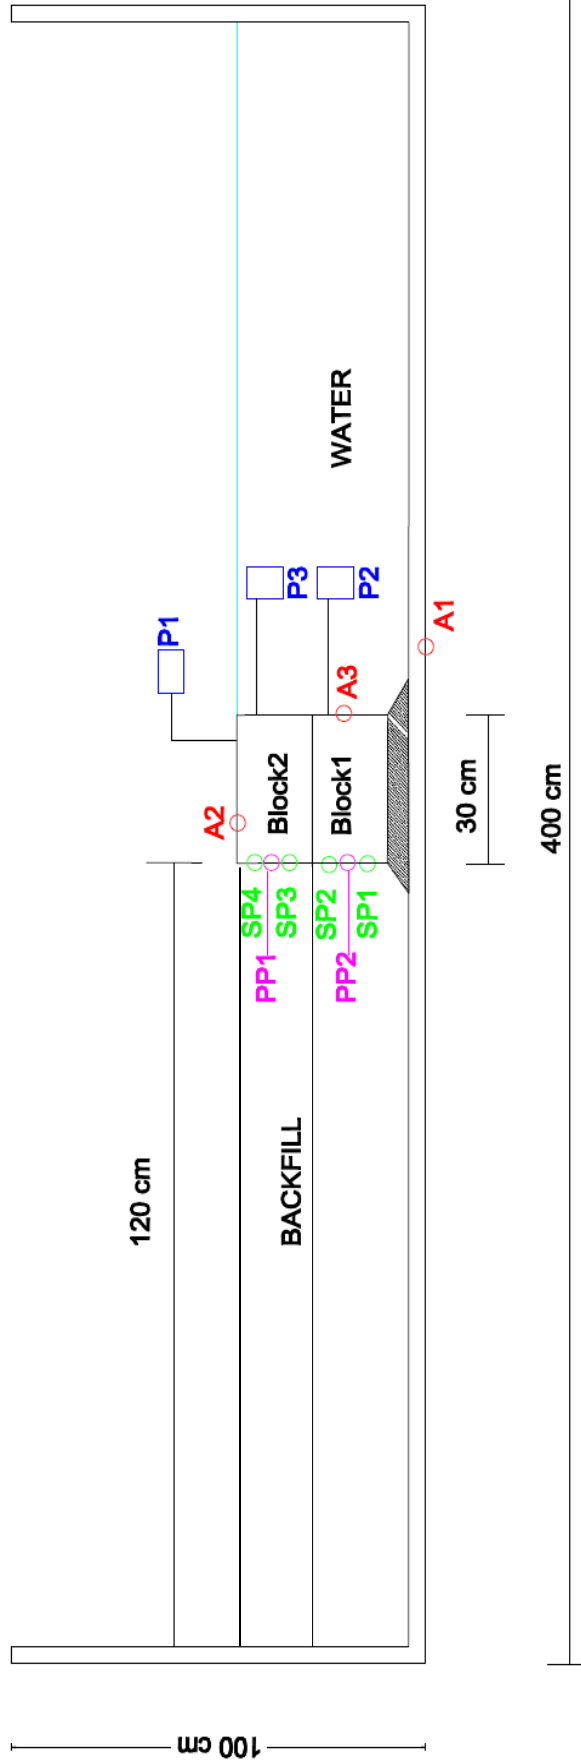 100 cm
120 cm
P1
A2
SP4
Block2
P3
PP1
SP3
BACKFILL
WATER
SP2
Block1
A3
P2
PP2
SP1
A1
30 cm
400 cm